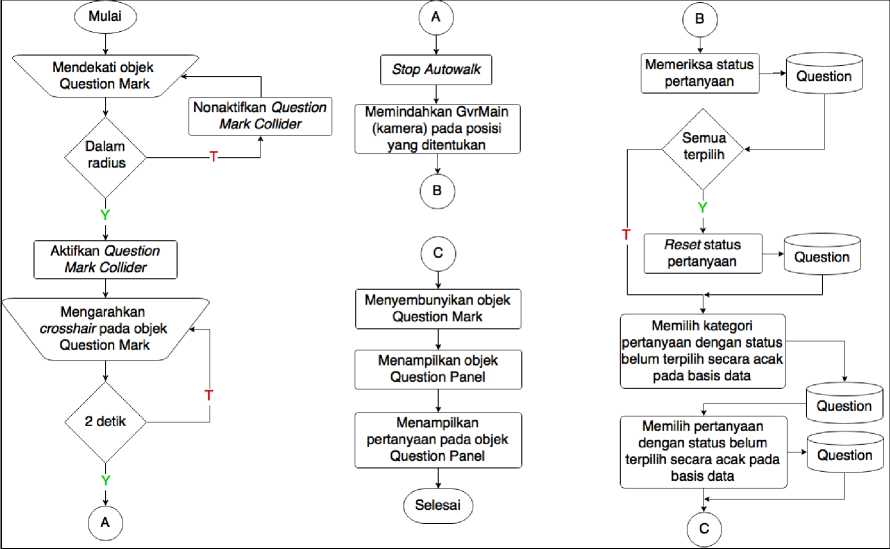 Mulai
Mendekati objek
Question Mark
Nonaktifkan Question
Mark Collider
Dalam
radius
T
Y
Aktifkan Question
Mark Collider
Mengarahkan
crosshair pada objek
Question Mark
T
2 detik
Y
A
A
Stop Autowalk
Memindahkan GvrMain
(kamera) pada posisi
yang ditentukan
B
C
Menyembunyikan objek
Question Mark
Menampilkan objek
Question Panel
Menampilkan
pertanyaan pada objek
Question Panel
Selesai
B
Memeriksa status
pertanyaan
Question
Semua
terpilih
Y
T
Reset status
pertanyaan
Question
Memilih kategori
pertanyaan dengan status
belum terpilih secara acak
pada basis data
Question
Memilih pertanyaan
dengan status belum
terpilih secara acak pada
basis data
Question
C